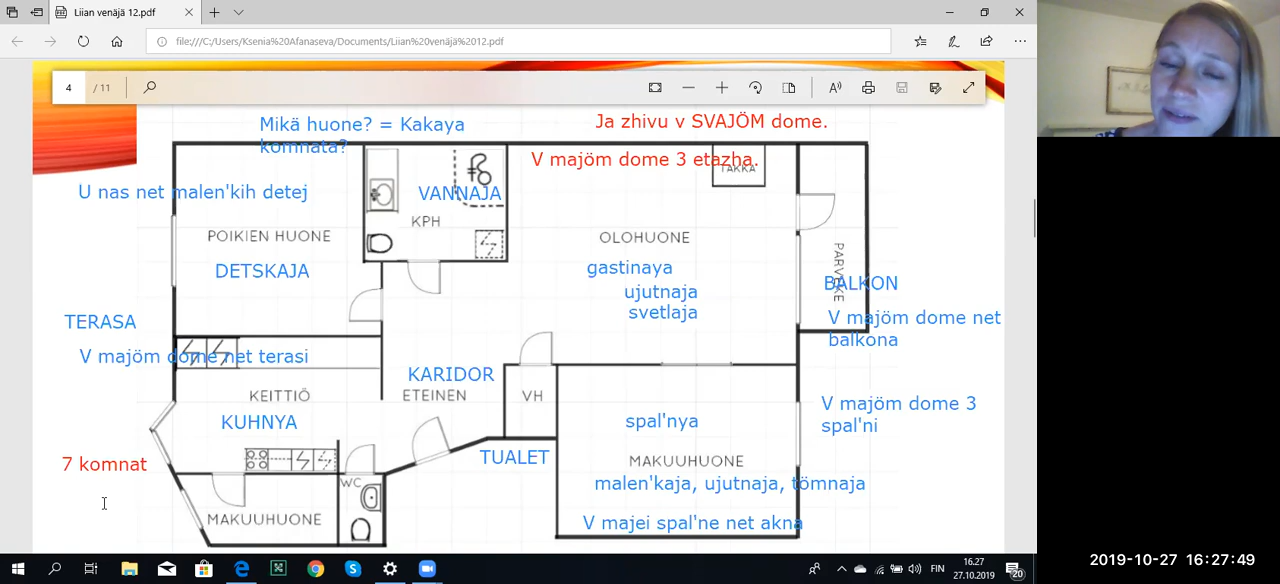 Liian venäjä 12.pdf
file:///C:/Users/Ksenia%20Afanaseva/Documents/Liian%20venäjä%2012.pdf
4 / 11
Mikä huone? = Kakaya
komnata?
Ja zhivu v SVAJÖM dome.
V majöm dome 3 etazha.
TAKKA
U nas net malen'kih detej
VANNAJA
KPH
POIKIEN HUONE
DETSKAJA
OLOHUONE
gastinaya
ujutnaja
svetlaja
PARVEKE
BALKON
V majöm dome net
balkona
TERASA
V majöm dome net terasi
KARIDOR
KEITTIÖ
ETEINEN
VH
KUHNYA
spal'nya
V majöm dome 3
spal'ni
7 komnat
TUALET
MAKUUHUONE
WC
malen'kaja, ujutnaja, tömnaja
MAKUUHUONE
V majei spal'ne net akna
2019-10-27 16:27:49
FIN
16.27
27.10.2019
20